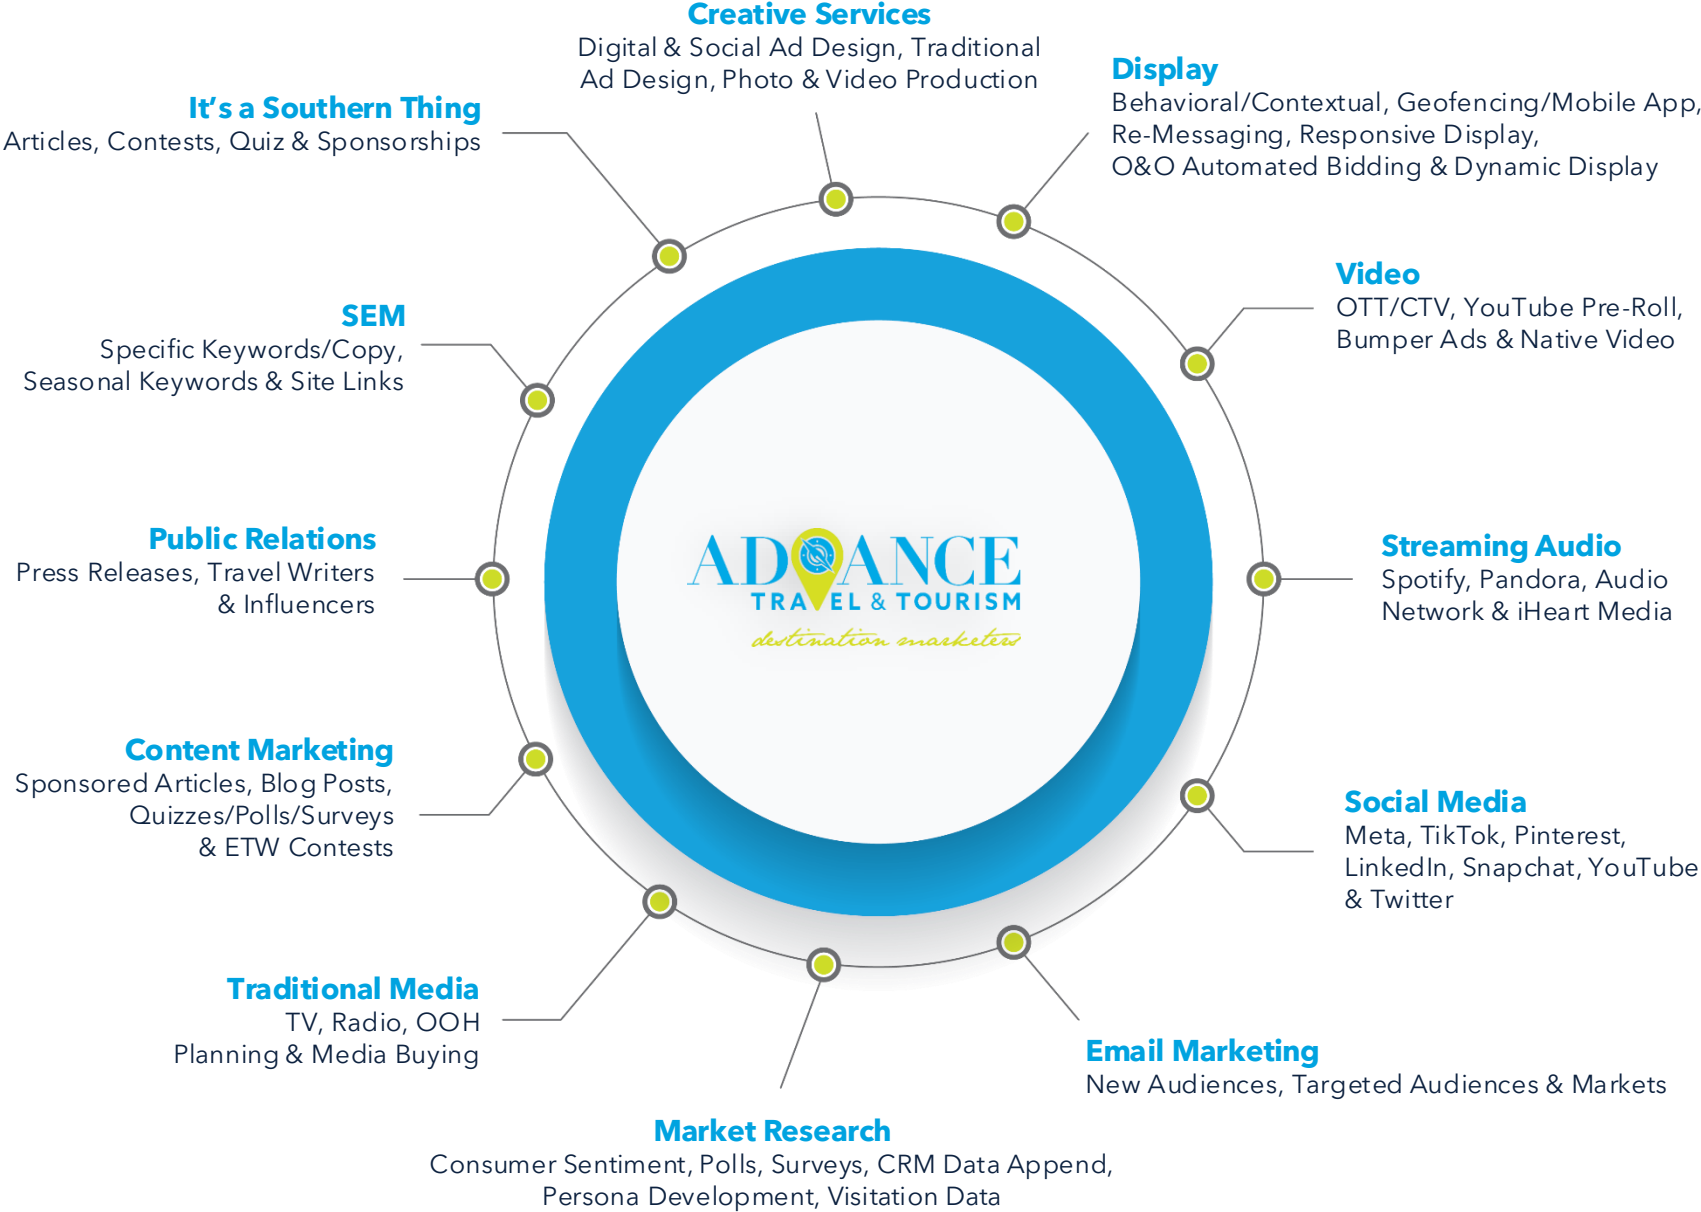 Creative Services
Digital & Social Ad Design, Traditional
Ad Design, Photo & Video Production
Display
Behavioral/Contextual, Geofencing/Mobile App,
Re-Messaging, Responsive Display,
O&O Automated Bidding & Dynamic Display
Video
OTT/CTV, YouTube Pre-Roll,
Bumper Ads & Native Video
Streaming Audio
Spotify, Pandora, Audio
Network & iHeart Media
Social Media
Meta, TikTok, Pinterest,
LinkedIn, Snapchat, YouTube
& Twitter
Email Marketing
New Audiences, Targeted Audiences & Markets
Market Research
Consumer Sentiment, Polls, Surveys, CRM Data Append,
Persona Development, Visitation Data
Traditional Media
TV, Radio, OOH
Planning & Media Buying
Content Marketing
Sponsored Articles, Blog Posts,
Quizzes/Polls/Surveys
& ETW Contests
Public Relations
Press Releases, Travel Writers
& Influencers
SEM
Specific Keywords/Copy,
Seasonal Keywords & Site Links
It's a Southern Thing
Articles, Contests, Quiz & Sponsorships
ADVANCE
TRAVEL & TOURISM
destination marketers